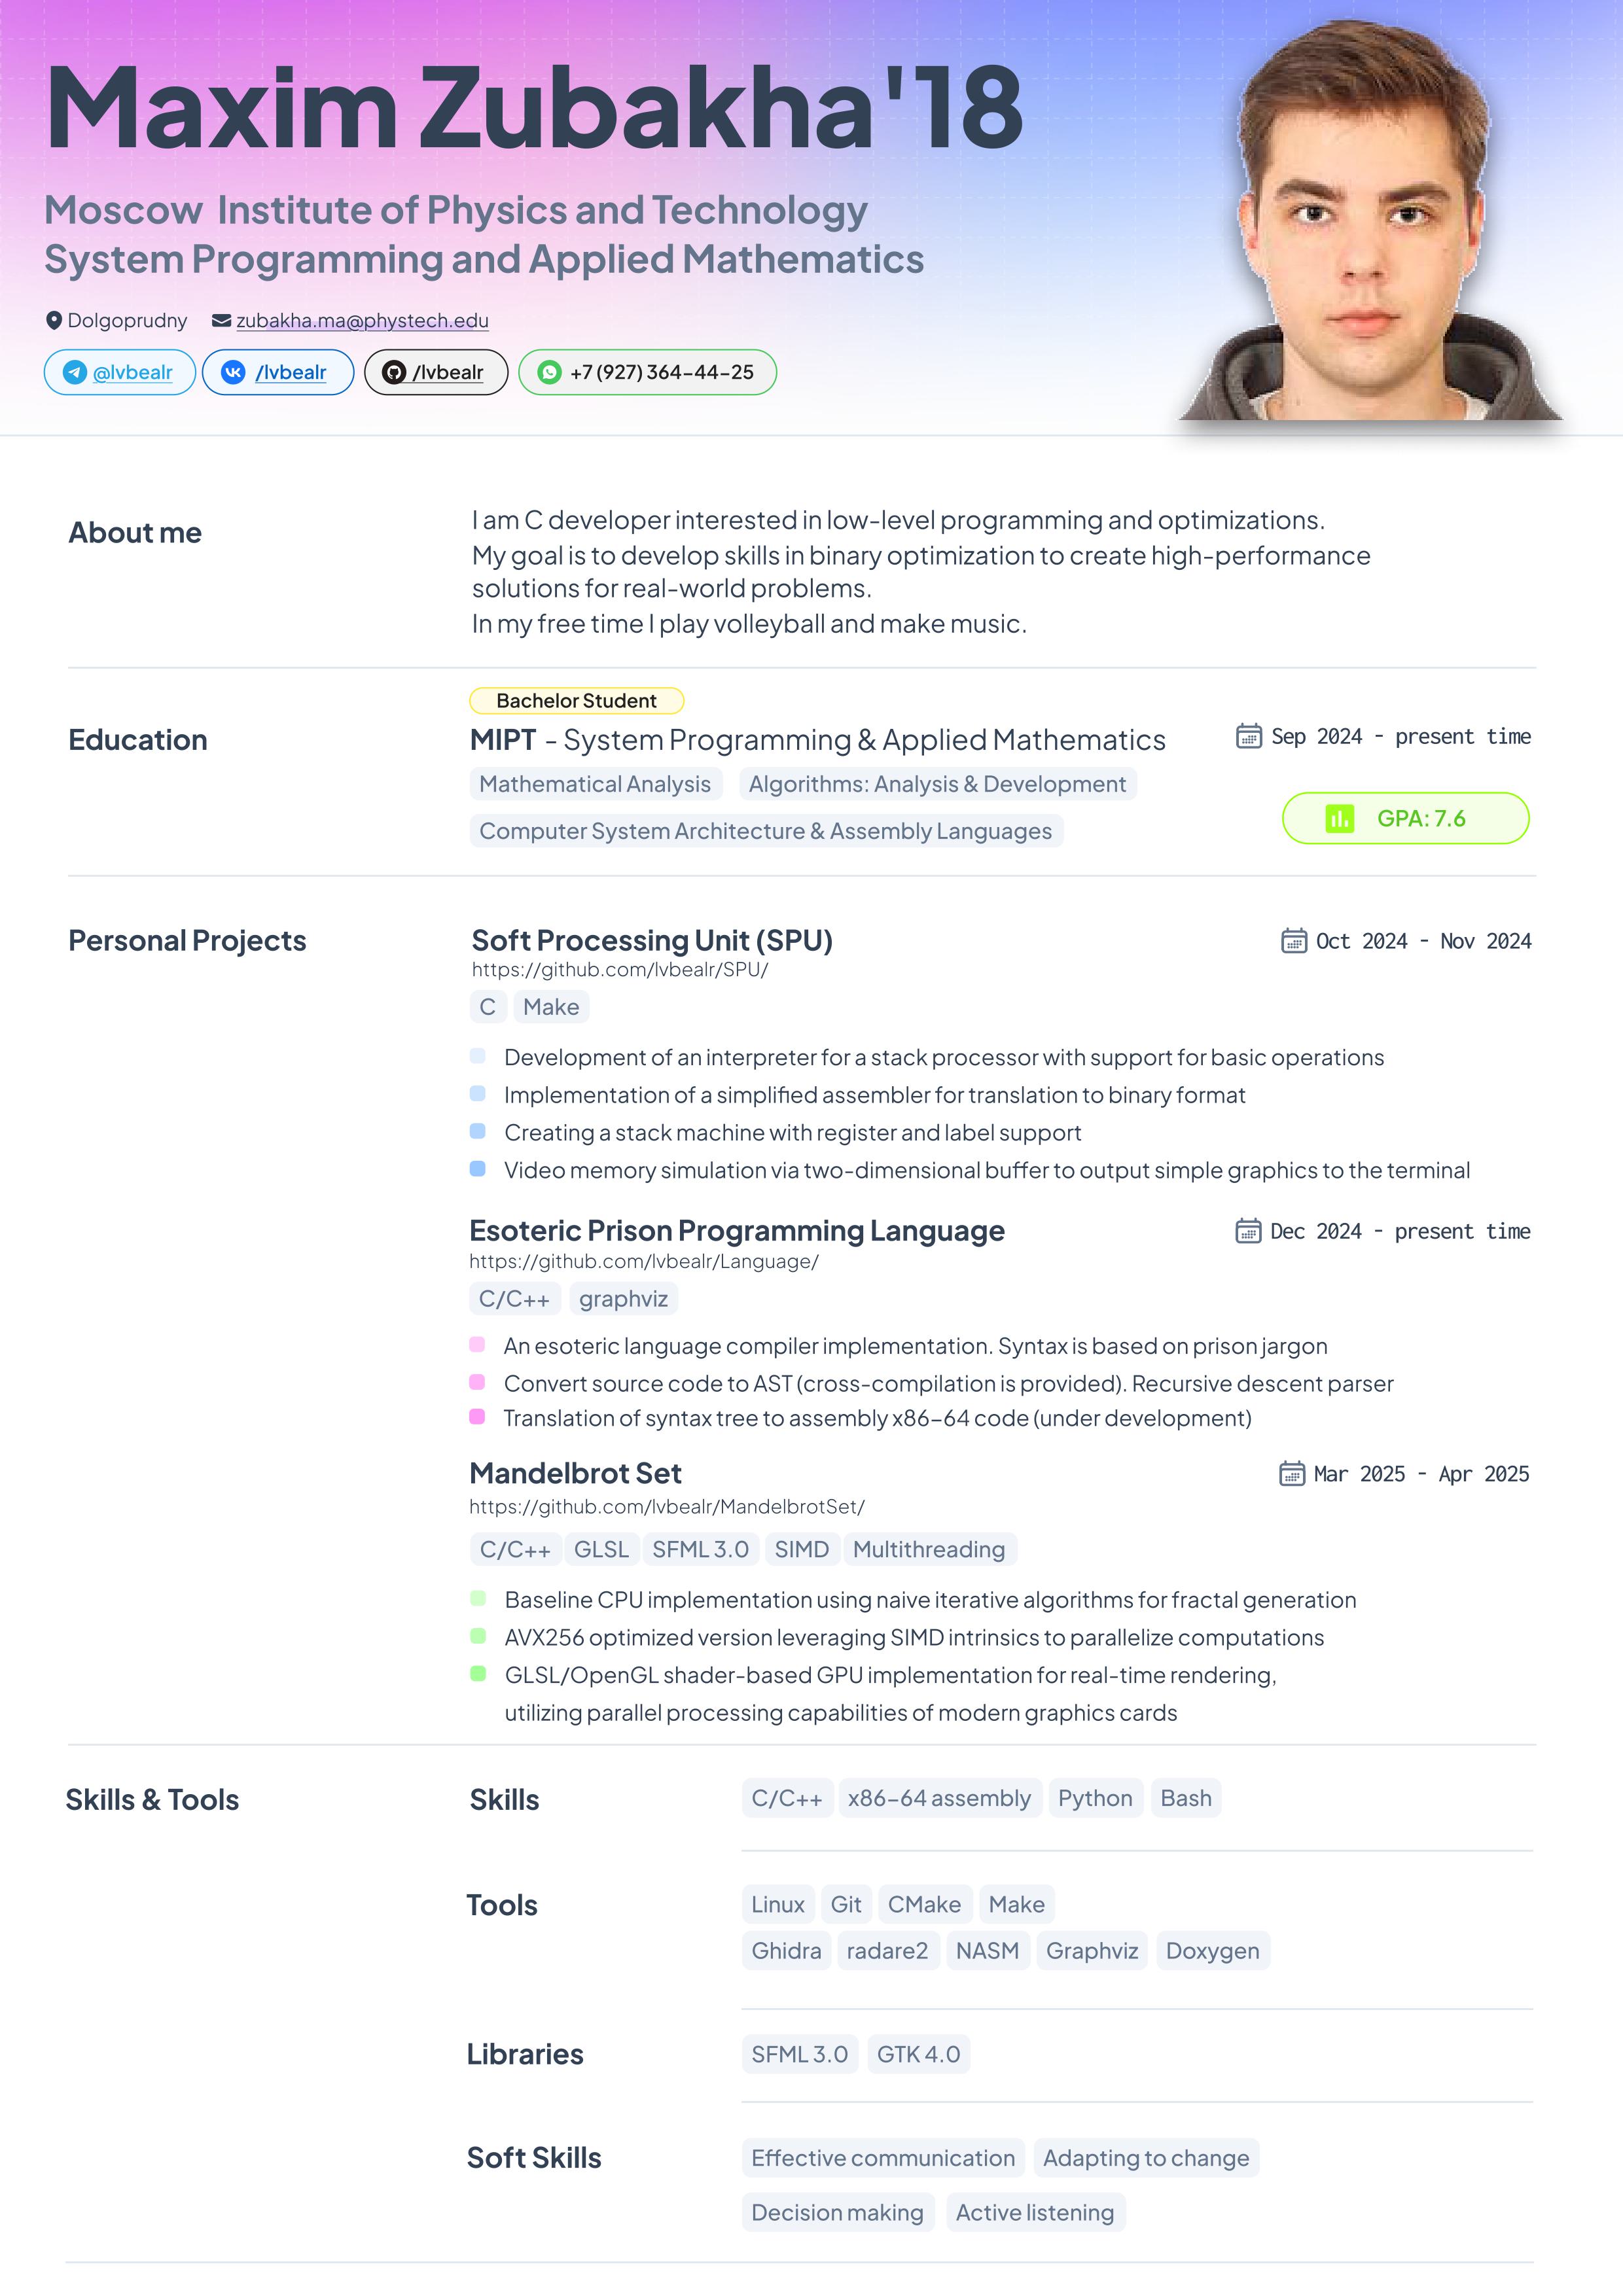 Maxim Zubakha'18
Moscow Institute of Physics and Technology
System Programming and Applied Mathematics
Dolgoprudny zubakha.ma@phystech.edu
@lvbealr /lvbealr /lvbealr +7 (927) 364-44-25
About me
I am C developer interested in low-level programming and optimizations.
My goal is to develop skills in binary optimization to create high-performance
solutions for real-world problems.
In my free time I play volleyball and make music.
Bachelor Student
Education
MIPT - System Programming & Applied Mathematics
Sep 2024 - present time
Mathematical Analysis Algorithms: Analysis & Development
Computer System Architecture & Assembly Languages
GPA: 7.6
Personal Projects
Soft Processing Unit (SPU)
Oct 2024 - Nov 2024
https://github.com/lvbealr/SPU/
C Make
Development of an interpreter for a stack processor with support for basic operations
Implementation of a simplified assembler for translation to binary format
Creating a stack machine with register and label support
Video memory simulation via two-dimensional buffer to output simple graphics to the terminal
Esoteric Prison Programming Language
Dec 2024 - present time
https://github.com/lvbealr/Language/
C/C++ graphviz
An esoteric language compiler implementation. Syntax is based on prison jargon
Convert source code to AST (cross-compilation is provided). Recursive descent parser
Translation of syntax tree to assembly x86-64 code (under development)
Mandelbrot Set
Mar 2025 - Apr 2025
https://github.com/lvbealr/MandelbrotSet/
C/C++ GLSL SFML 3.0 SIMD Multithreading
Baseline CPU implementation using naive iterative algorithms for fractal generation
AVX256 optimized version leveraging SIMD intrinsics to parallelize computations
GLSL/OpenGL shader-based GPU implementation for real-time rendering,
utilizing parallel processing capabilities of modern graphics cards
Skills & Tools
Skills
C/C++ x86-64 assembly Python Bash
Tools
Linux Git CMake Make
Ghidra radare2 NASM Graphviz Doxygen
Libraries
SFML 3.0 GTK 4.0
Soft Skills
Effective communication Adapting to change
Decision making Active listening